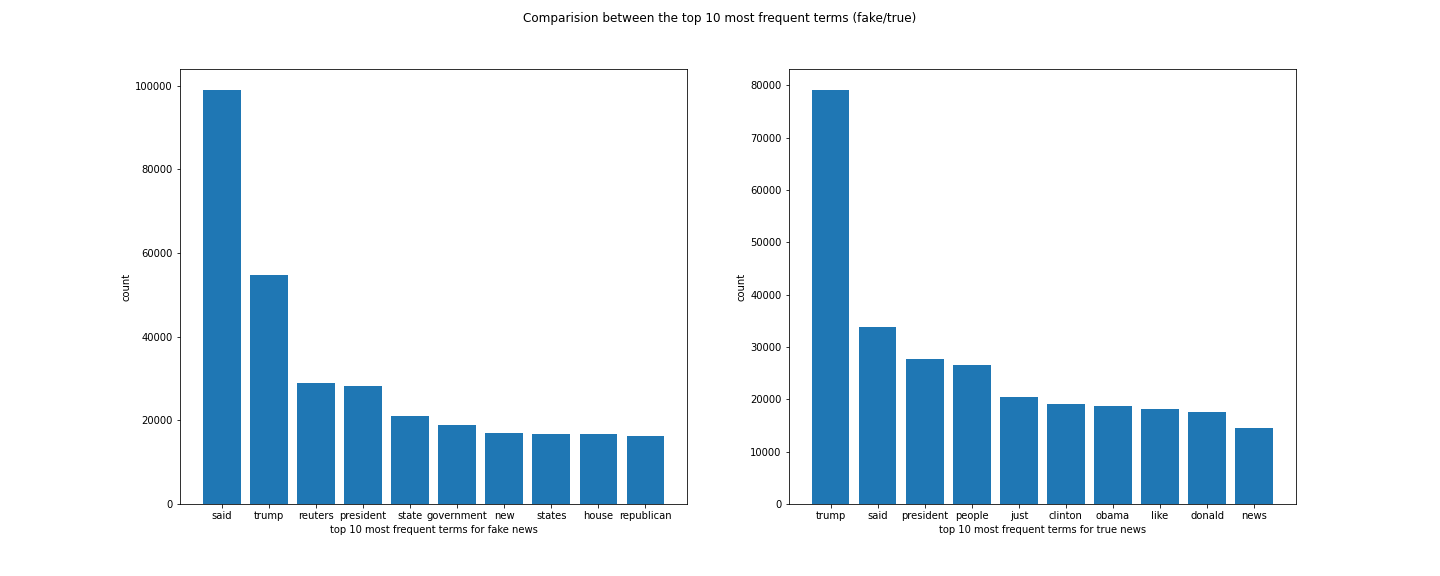 Comparision between the top 10 most frequent terms (fake/true)
100000
80000
60000
40000
20000
0
count
said trump reuters president state government new states house republican
top 10 most frequent terms for fake news
80000
70000
60000
50000
40000
30000
20000
10000
0
count
trump said president people just clinton obama like donald news
top 10 most frequent terms for true news